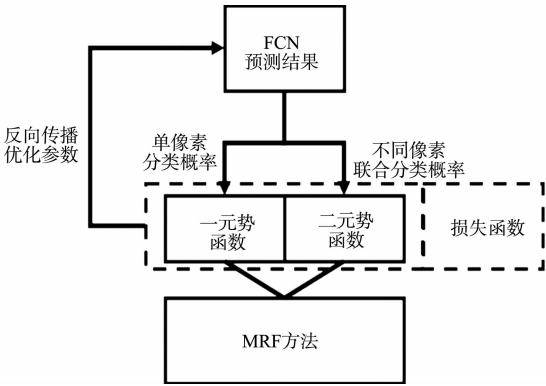 FCN
预测结果
反向传播
优化参数
单像素
分类概率
不同像素
联合分类概率
一元势
函数
二元势
函数
损失函数
MRF方法